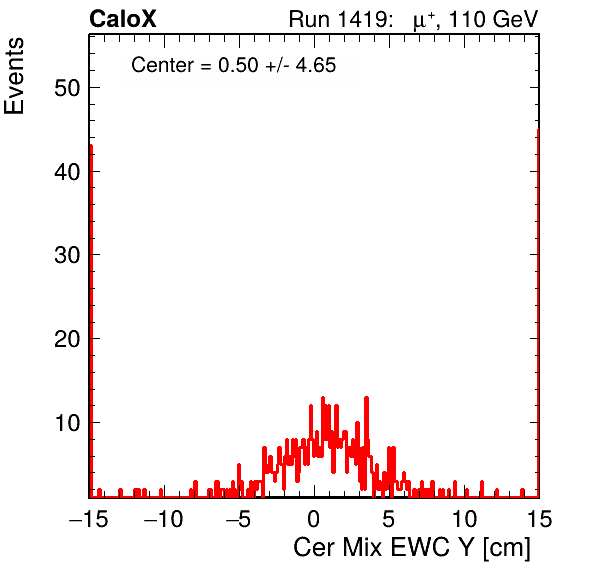 CaloX
Run 1419: μ⁺, 110 GeV
Center = 0.50 +/- 4.65
Events
50
40
30
20
10
−15 −10 −5 0 5 10 15
Cer Mix EWC Y [cm]